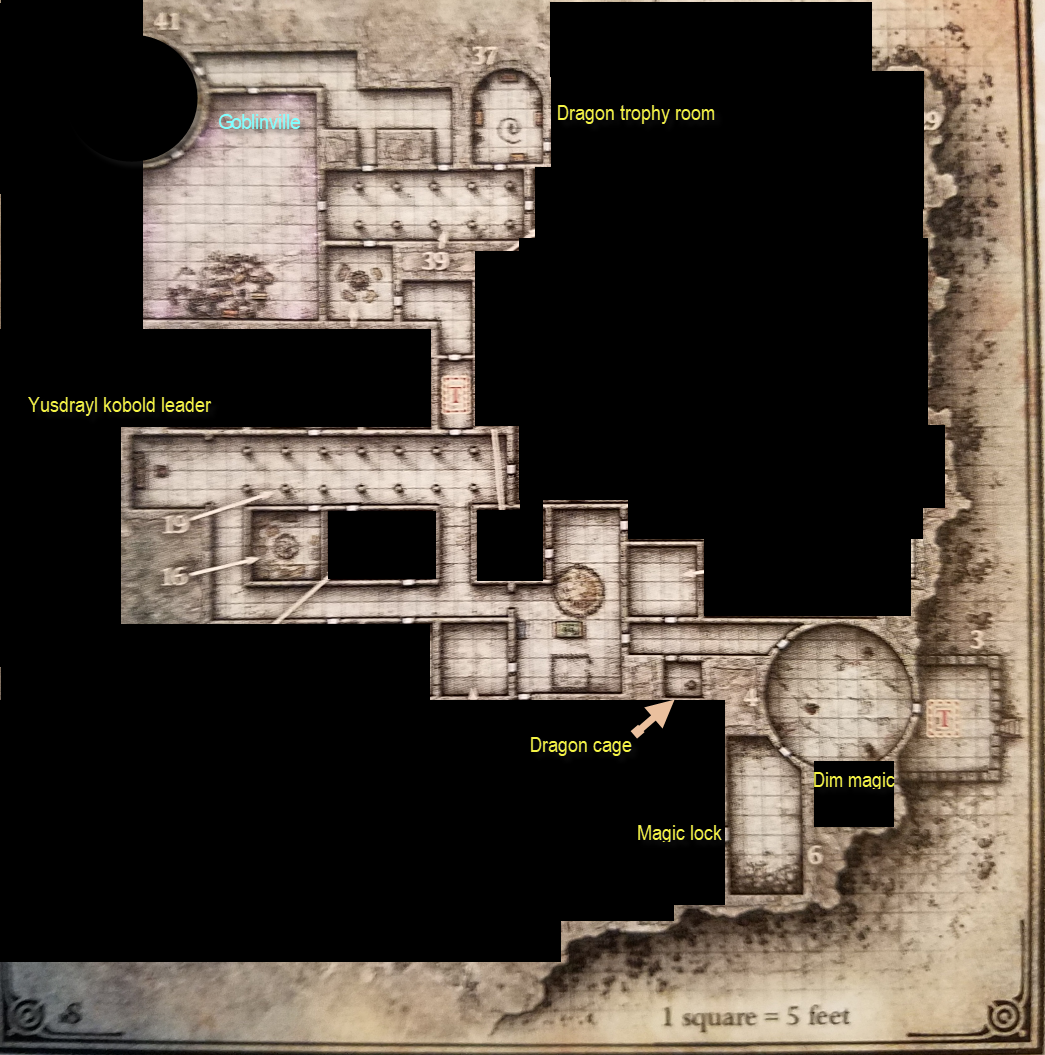 41
37
Dragon trophy room
Goblinville
39
T
Yusdrayl kobold leader
19
16
3
4
T
Dragon cage
Dim magic
Magic lock
6
1 square = 5 feet